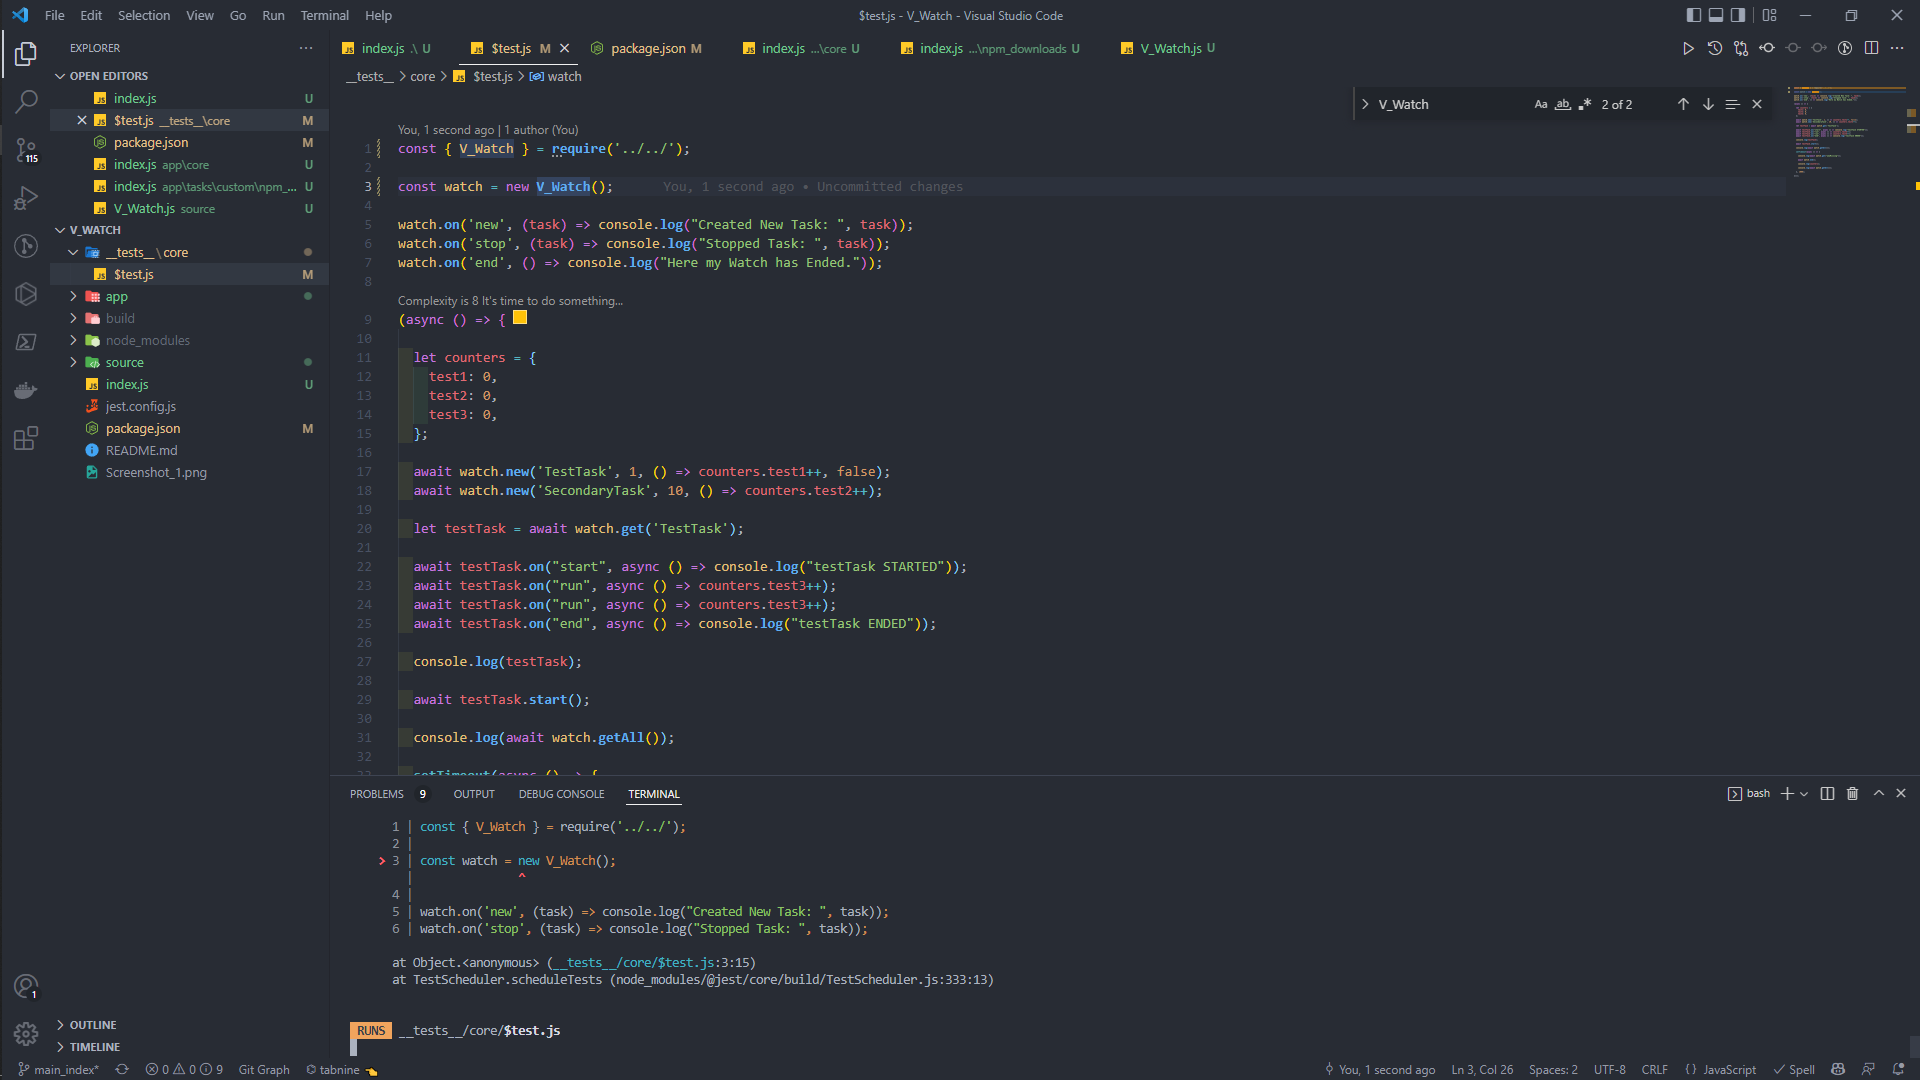 File Edit Selection View Go Run Terminal Help
$test.js - V_Watch - Visual Studio Code
EXPLORER
OPEN EDITORS
index.js U
$test.js __tests__\core M
package.json M
index.js app\core U
index.js app\tasks\custom\npm_... U
V_Watch.js source U
V_WATCH
__tests__ \ core
$test.js M
app
build
node_modules
source
index.js U
jest.config.js
package.json M
README.md
Screenshot_1.png
OUTLINE
TIMELINE
115
1
index.js .\ U
$test.js M
package.json M
index.js ...\core U
index.js ...\npm_downloads U
V_Watch.js U
__tests__ > core > $test.js > watch
V_Watch
Aa ab .* 2 of 2
You, 1 second ago | 1 author (You)
1 const { V_Watch } = require('../../');
2
3 const watch = new V_Watch(); You, 1 second ago • Uncommitted changes
4
5 watch.on('new', (task) => console.log("Created New Task: ", task));
6 watch.on('stop', (task) => console.log("Stopped Task: ", task));
7 watch.on('end', () => console.log("Here my Watch has Ended."));
8
Complexity is 8 It's time to do something...
9 (async () => {
10
11 let counters = {
12 test1: 0,
13 test2: 0,
14 test3: 0,
15 };
16
17 await watch.new('TestTask', 1, () => counters.test1++, false);
18 await watch.new('SecondaryTask', 10, () => counters.test2++);
19
20 let testTask = await watch.get('TestTask');
21
22 await testTask.on("start", async () => console.log("testTask STARTED"));
23 await testTask.on("run", async () => counters.test3++);
24 await testTask.on("run", async () => counters.test3++);
25 await testTask.on("end", async () => console.log("testTask ENDED"));
26
27 console.log(testTask);
28
29 await testTask.start();
30
31 console.log(await watch.getAll());
32
33 setTimeout(async () => {
PROBLEMS 9 OUTPUT DEBUG CONSOLE TERMINAL
bash
1 | const { V_Watch } = require('../../');
2 |
> 3 | const watch = new V_Watch();
| ^
4 |
5 | watch.on('new', (task) => console.log("Created New Task: ", task));
6 | watch.on('stop', (task) => console.log("Stopped Task: ", task));
at Object.<anonymous> (__tests__/core/$test.js:3:15)
at TestScheduler.scheduleTests (node_modules/@jest/core/build/TestScheduler.js:333:13)
RUNS __tests__/core/$test.js
main_index* 0 0 9 Git Graph tabnine
You, 1 second ago Ln 3, Col 26 Spaces: 2 UTF-8 CRLF {} JavaScript Spell